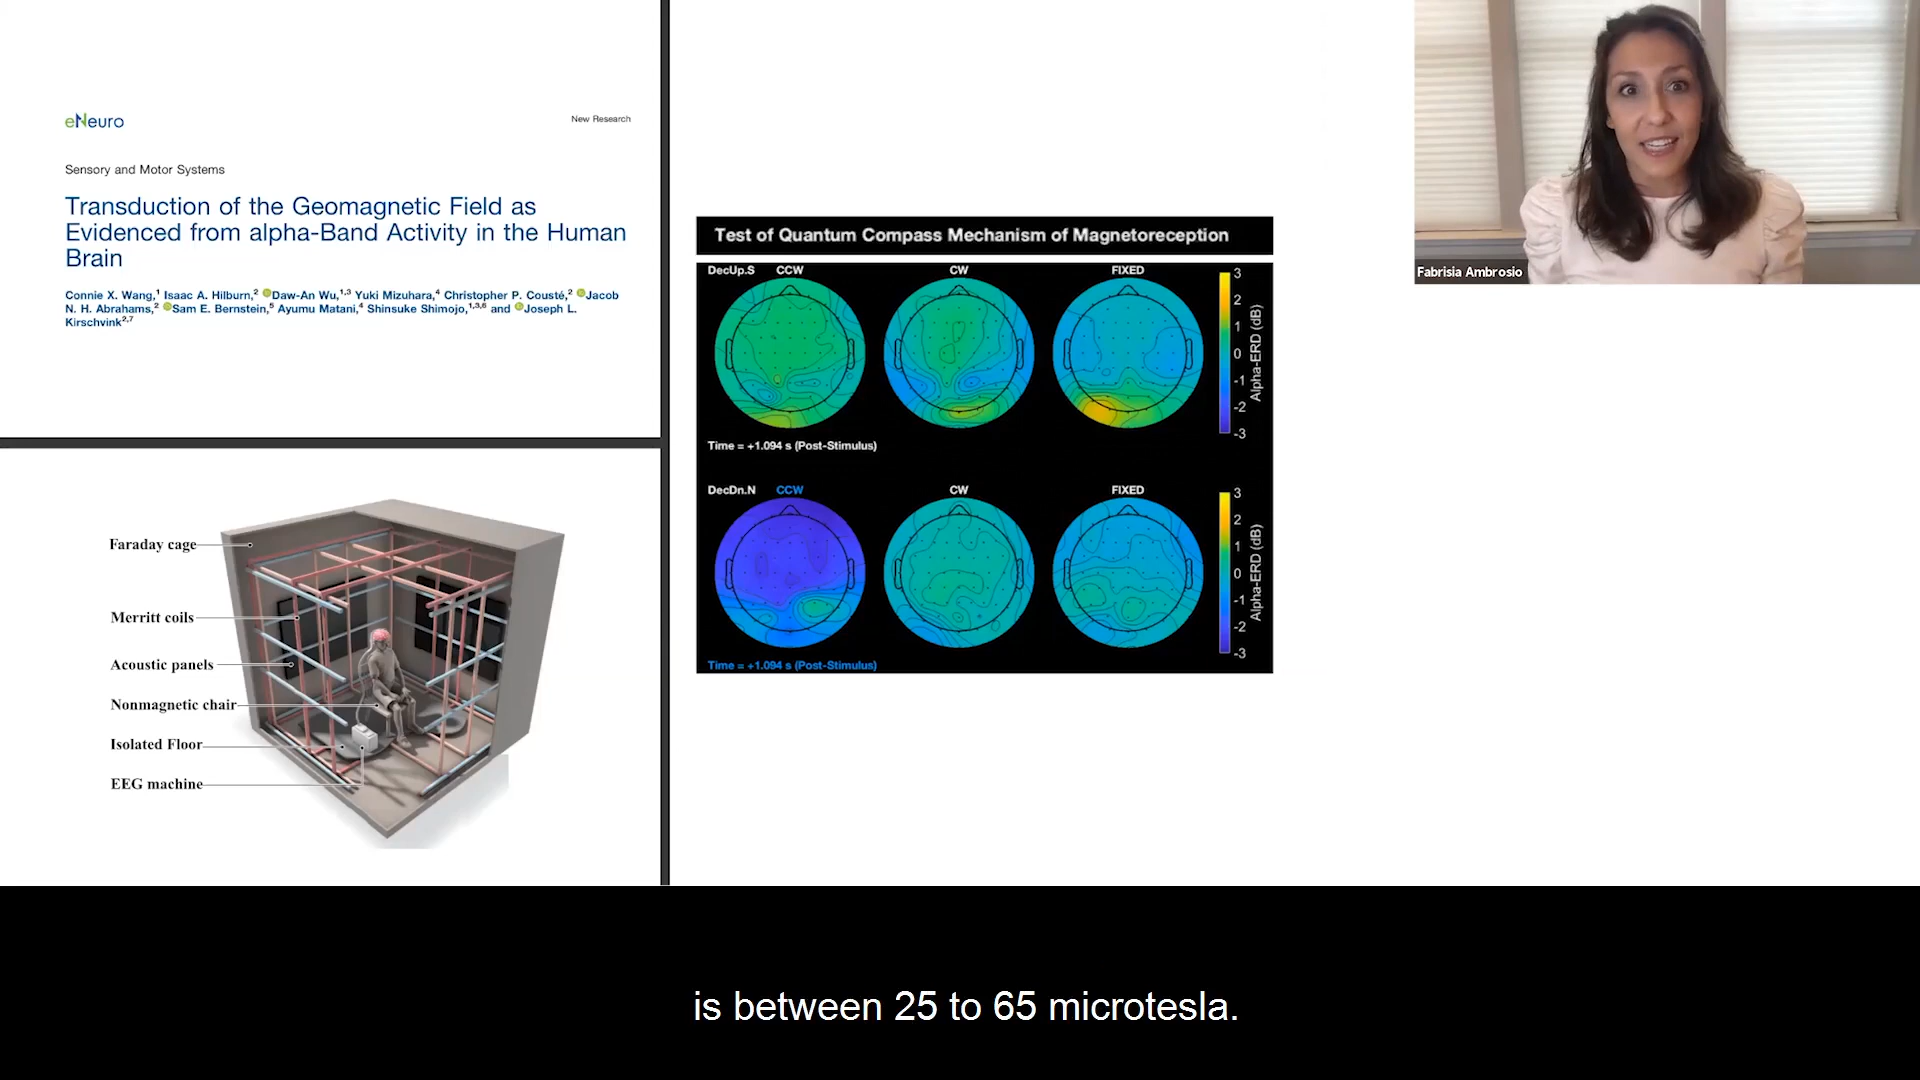 eNeuro
New Research
Sensory and Motor Systems
Transduction of the Geomagnetic Field as
Evidenced from alpha-Band Activity in the Human
Brain
Connie X. Wang,1 Isaac A. Hilburn,2 Daw-An Wu,1,3 Yuki Mizuhara,4 Christopher P. Cousté,2 Jacob
N. H. Abrahams,2 Sam E. Bernstein,5 Ayumu Matani,4 Shinsuke Shimojo,1,3,6 and Joseph L.
Kirschvink2,7
Faraday cage
Merritt coils
Acoustic panels
Nonmagnetic chair
Isolated Floor
EEG machine
Test of Quantum Compass Mechanism of Magnetoreception
DecUp.S CCW CW FIXED
3
2
1
0
-1
-2
-3
Alpha-ERD (dB)
Time = +1.094 s (Post-Stimulus)
DecDn.N CCW CW FIXED
3
2
1
0
-1
-2
-3
Alpha-ERD (dB)
Time = +1.094 s (Post-Stimulus)
Fabrisia Ambrosio
is between 25 to 65 microtesla.